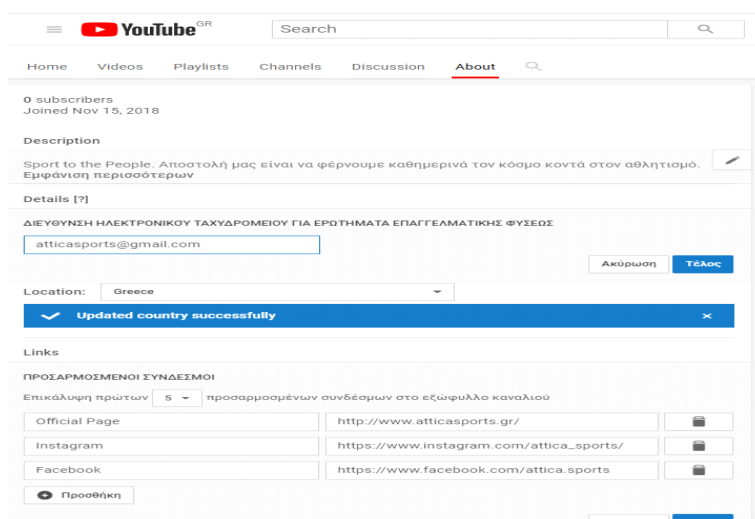 YouTube GR
Search
Home Videos Playlists Channels Discussion About
0 subscribers
Joined Nov 15, 2018
Description
Sport to the People. Αποστολή μας είναι να φέρνουμε καθημερινά τον κόσμο κοντά στον αθλητισμό.
Εμφάνιση περισσότερων
Details [?]
ΔΙΕΥΘΥΝΣΗ ΗΛΕΚΤΡΟΝΙΚΟΥ ΤΑΧΥΔΡΟΜΕΙΟΥ ΓΙΑ ΕΡΩΤΗΜΑΤΑ ΕΠΑΓΓΕΛΜΑΤΙΚΗΣ ΦΥΣΕΩΣ
atticasports@gmail.com
Ακύρωση Τέλος
Location: Greece
Updated country successfully
Links
ΠΡΟΣΑΡΜΟΣΜΕΝΟΙ ΣΥΝΔΕΣΜΟΙ
Επικάλυψη πρώτων 5 προσαρμοσμένων συνδέσμων στο εξώφυλλο καναλιού
Official Page http://www.atticasports.gr/
Instagram https://www.instagram.com/attica_sports/
Facebook https://www.facebook.com/attica.sports
Προσθήκη